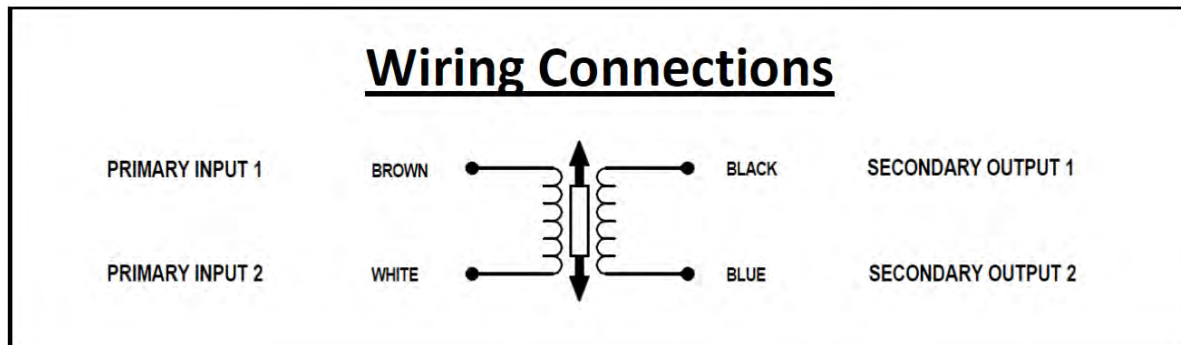 Wiring Connections
PRIMARY INPUT 1 BROWN BLACK SECONDARY OUTPUT 1
PRIMARY INPUT 2 WHITE BLUE SECONDARY OUTPUT 2